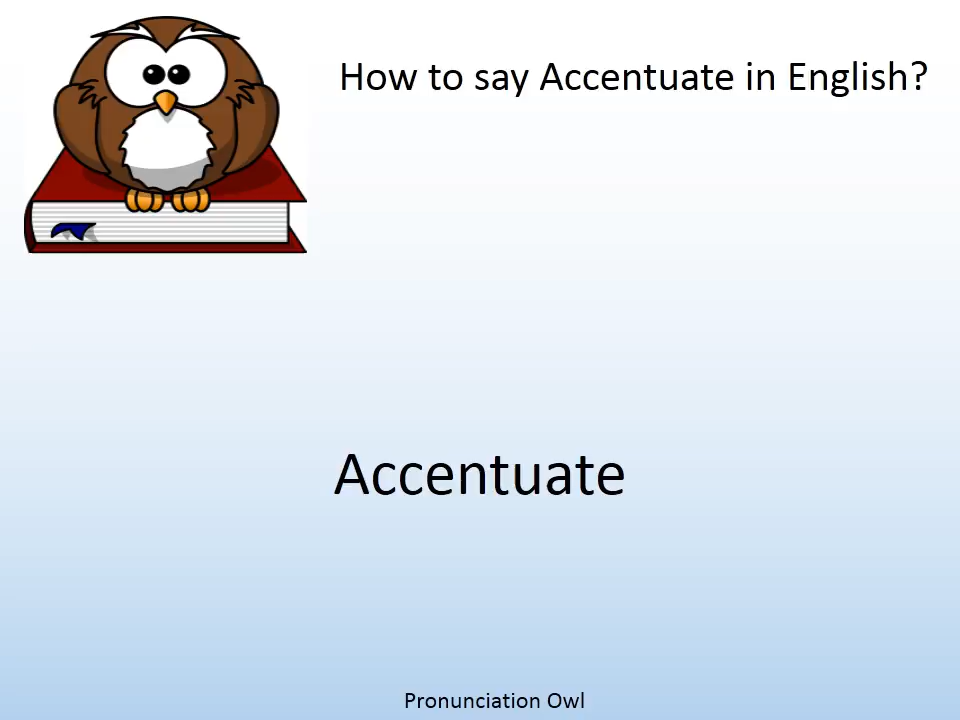 How to say Accentuate in English?
Accentuate
Pronunciation Owl